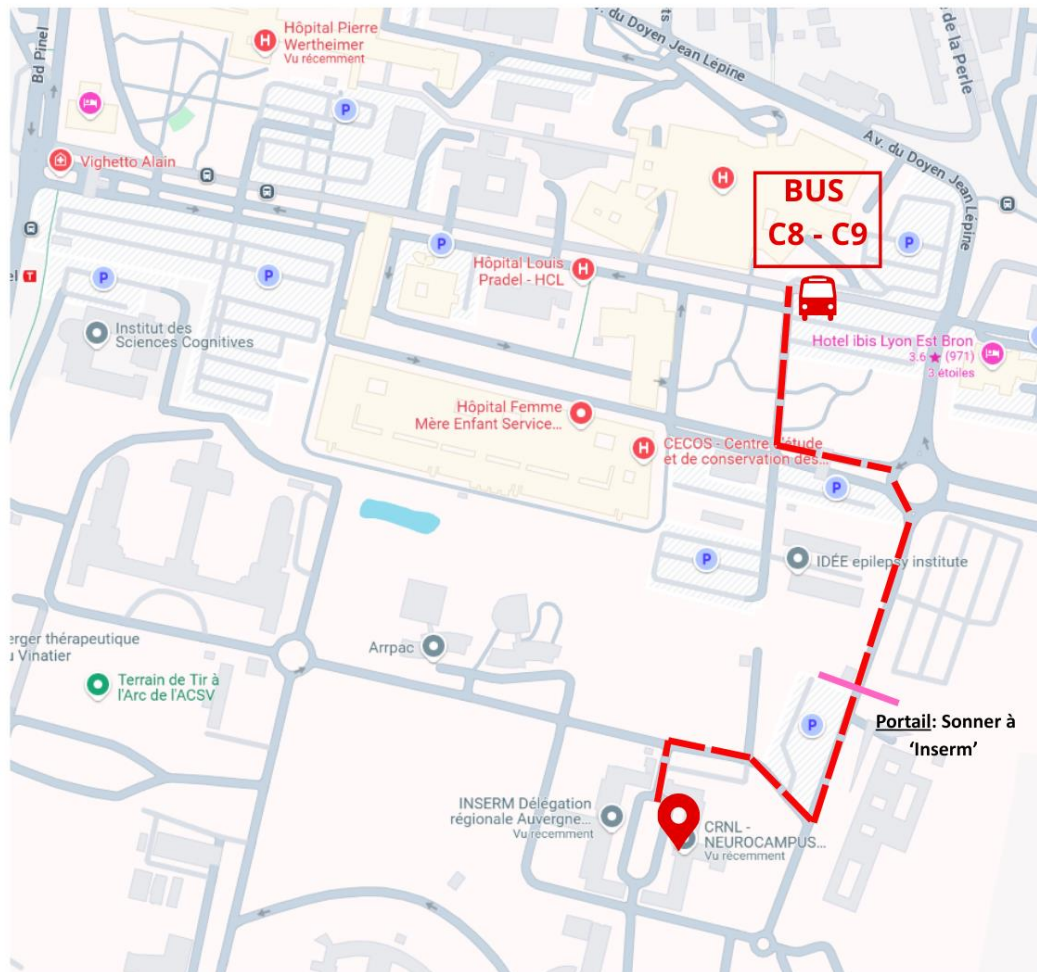 Hôpital Pierre
Wertheimer
Vu récemment
Bd Pinel
Av. du Doyen Jean Lépine
de la Perle
Vighetto Alain
Av. du Doyen Jean Lépine
BUS
C8 - C9
H
H
P
P
P
P
P
T
Hôpital Louis
Pradel - HCL
H
Institut des
Sciences Cognitives
Hotel ibis Lyon Est Bron
3.6 ★ (971)
3 étoiles
Hôpital Femme
Mère Enfant Service...
H
CECOS - Centre d'étude
et de conservation des...
P
P
IDÉE epilepsy institute
Arrpac
erger thérapeutique
u Vinatier
Terrain de Tir à
l'Arc de l'ACSV
P
Portail: Sonner à
‘Inserm’
INSERM Délégation
régionale Auvergne...
Vu récemment
CRNL -
NEUROCAMPUS...
Vu récemment